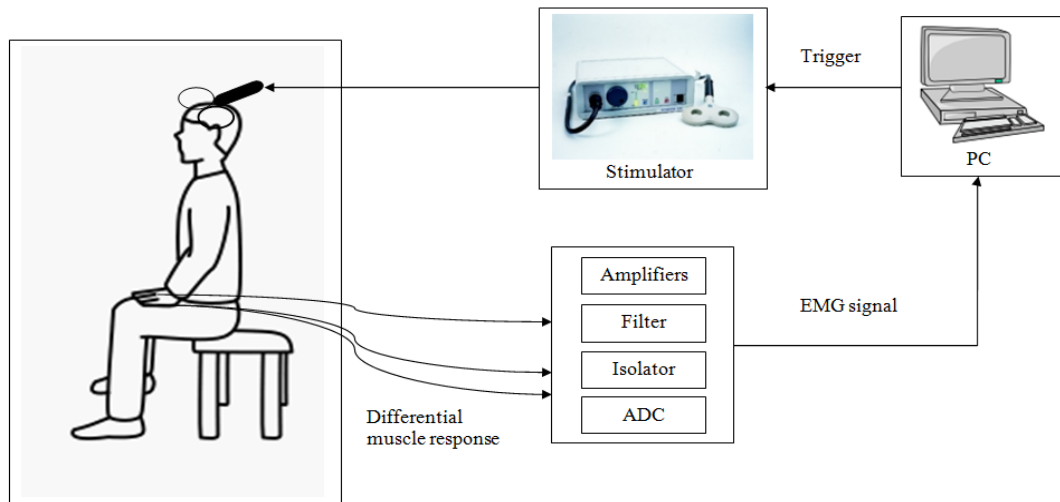 Trigger
Stimulator
PC
Amplifiers
Filter
Isolator
ADC
EMG signal
Differential
muscle response